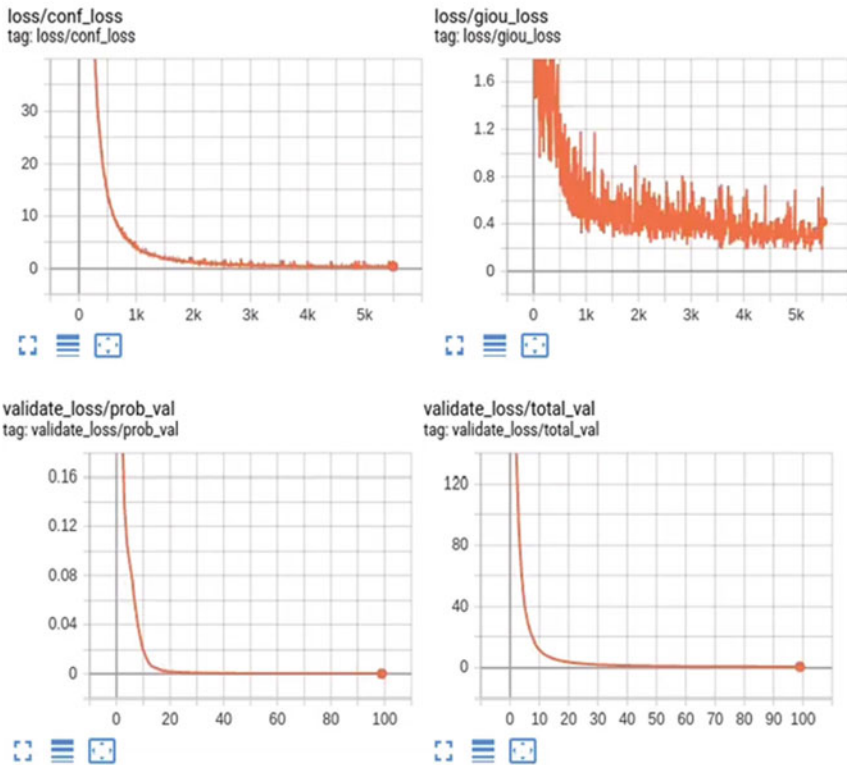 loss/conf_loss
tag: loss/conf_loss
30
20
10
0
0 1k 2k 3k 4k 5k
loss/giou_loss
tag: loss/giou_loss
1.6
1.2
0.8
0.4
0
0 1k 2k 3k 4k 5k
validate_loss/prob_val
tag: validate_loss/prob_val
0.16
0.12
0.08
0.04
0
0 20 40 60 80 100
validate_loss/total_val
tag: validate_loss/total_val
120
80
40
0
0 10 20 30 40 50 60 70 80 90 100